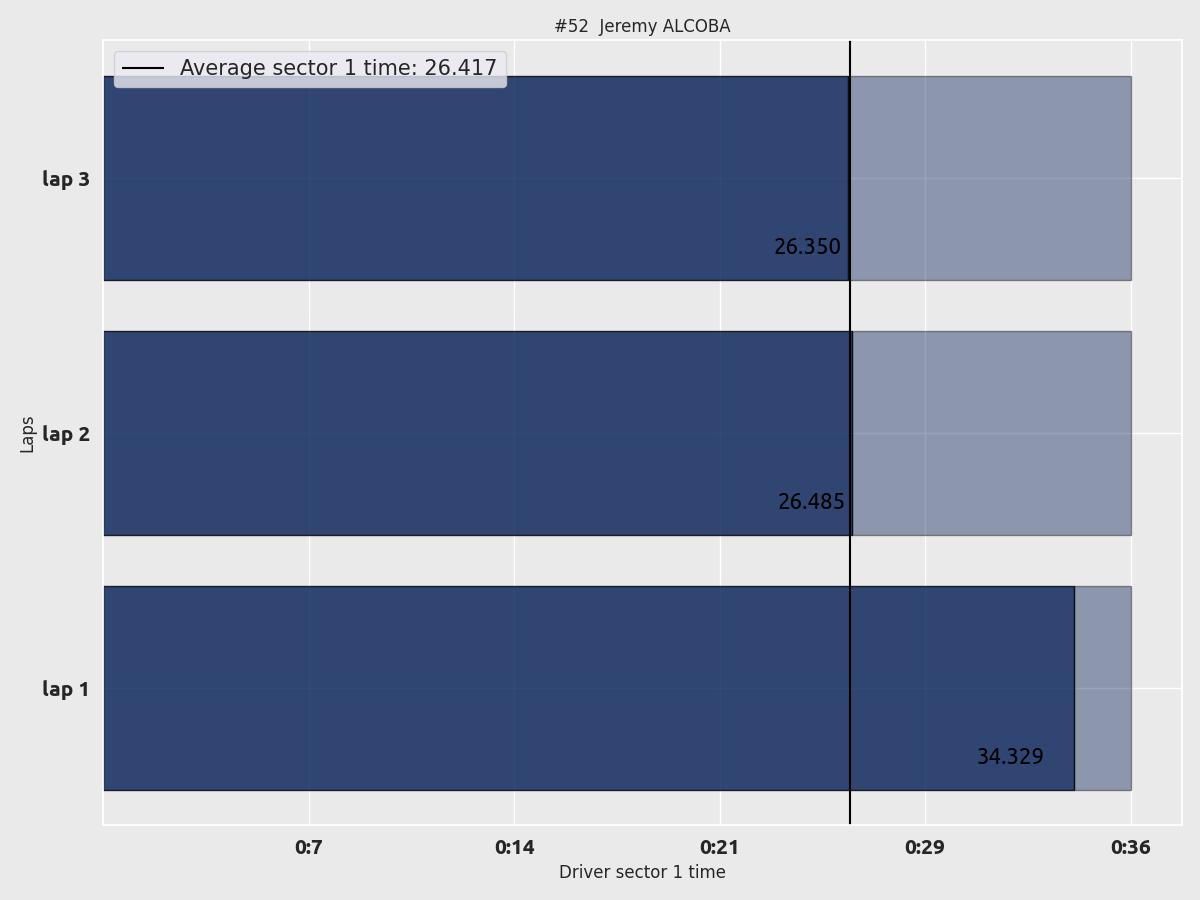 #52  Jeremy ALCOBA
Average sector 1 time: 26.417
lap 3
26.350
lap 2
26.485
Laps
lap 1
34.329
0:7 0:14 0:21 0:29 0:36
Driver sector 1 time